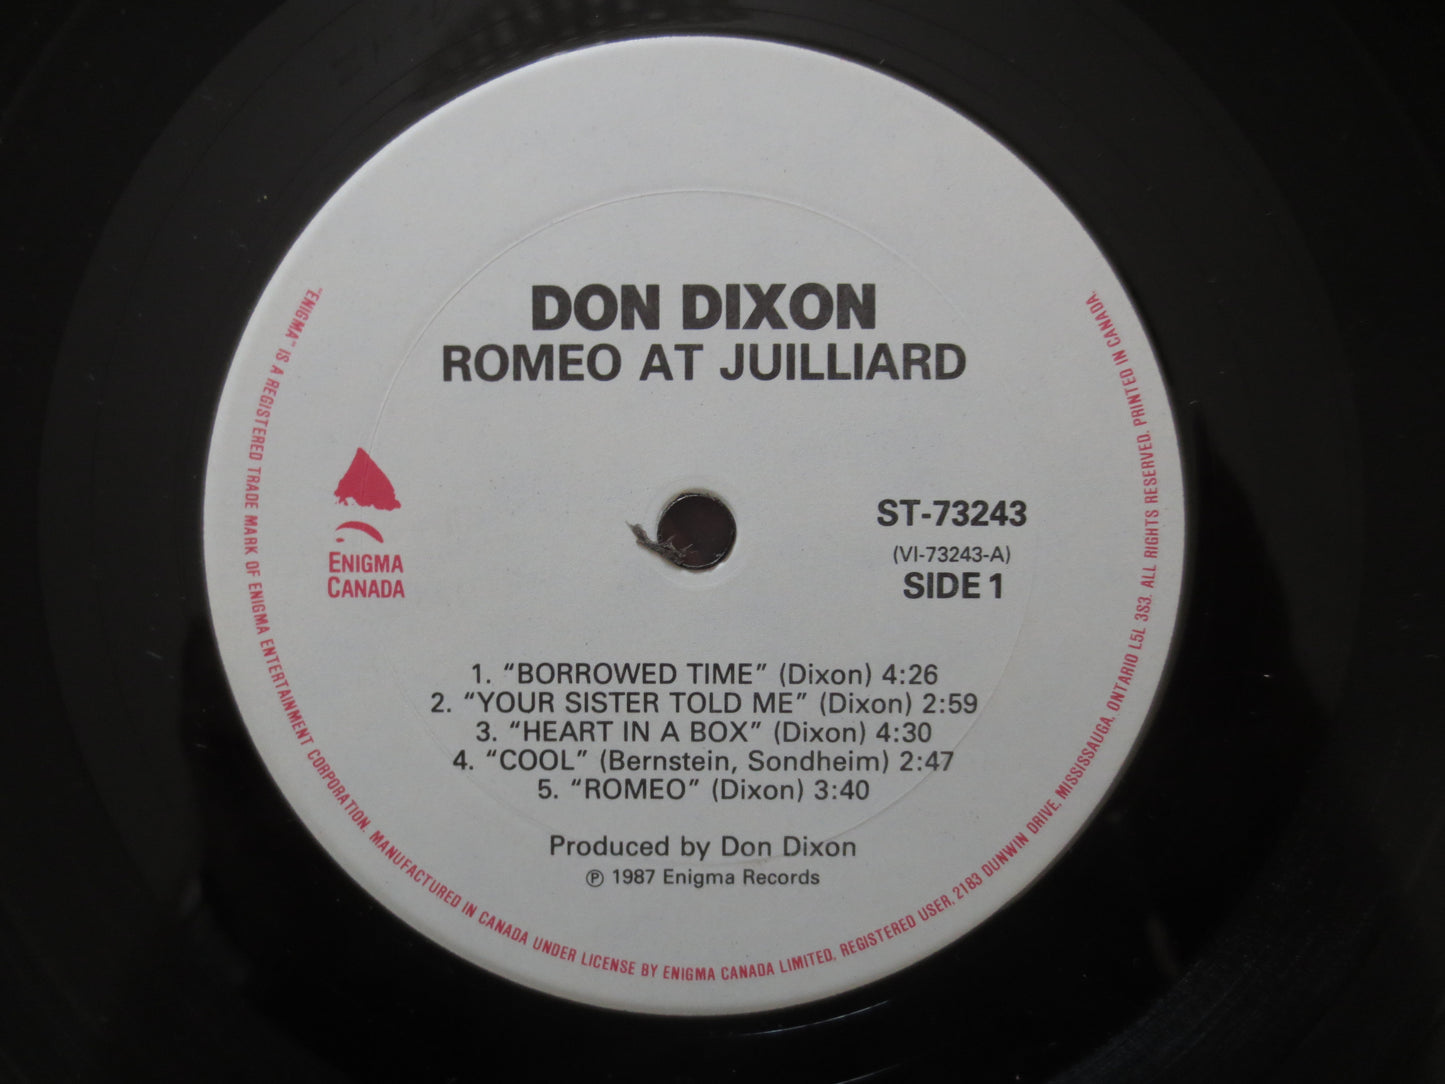 DON DIXON
ROMEO AT JUILLIARD
ENIGMA
CANADA
ST-73243
(VI-73243-A)
SIDE 1
1. “BORROWED TIME” (Dixon) 4:26
2. “YOUR SISTER TOLD ME” (Dixon) 2:59
3. “HEART IN A BOX” (Dixon) 4:30
4. “COOL” (Bernstein, Sondheim) 2:47
5. “ROMEO” (Dixon) 3:40
Produced by Don Dixon
℗ 1987 Enigma Records
“ENIGMA” IS A REGISTERED TRADE MARK OF ENIGMA ENTERTAINMENT CORPORATION. MANUFACTURED IN CANADA UNDER LICENSE BY ENIGMA CANADA LIMITED, REGISTERED USER, 2183 DUNWIN DRIVE, MISSISSAUGA, ONTARIO L5L 3S3. ALL RIGHTS RESERVED. PRINTED IN CANADA.